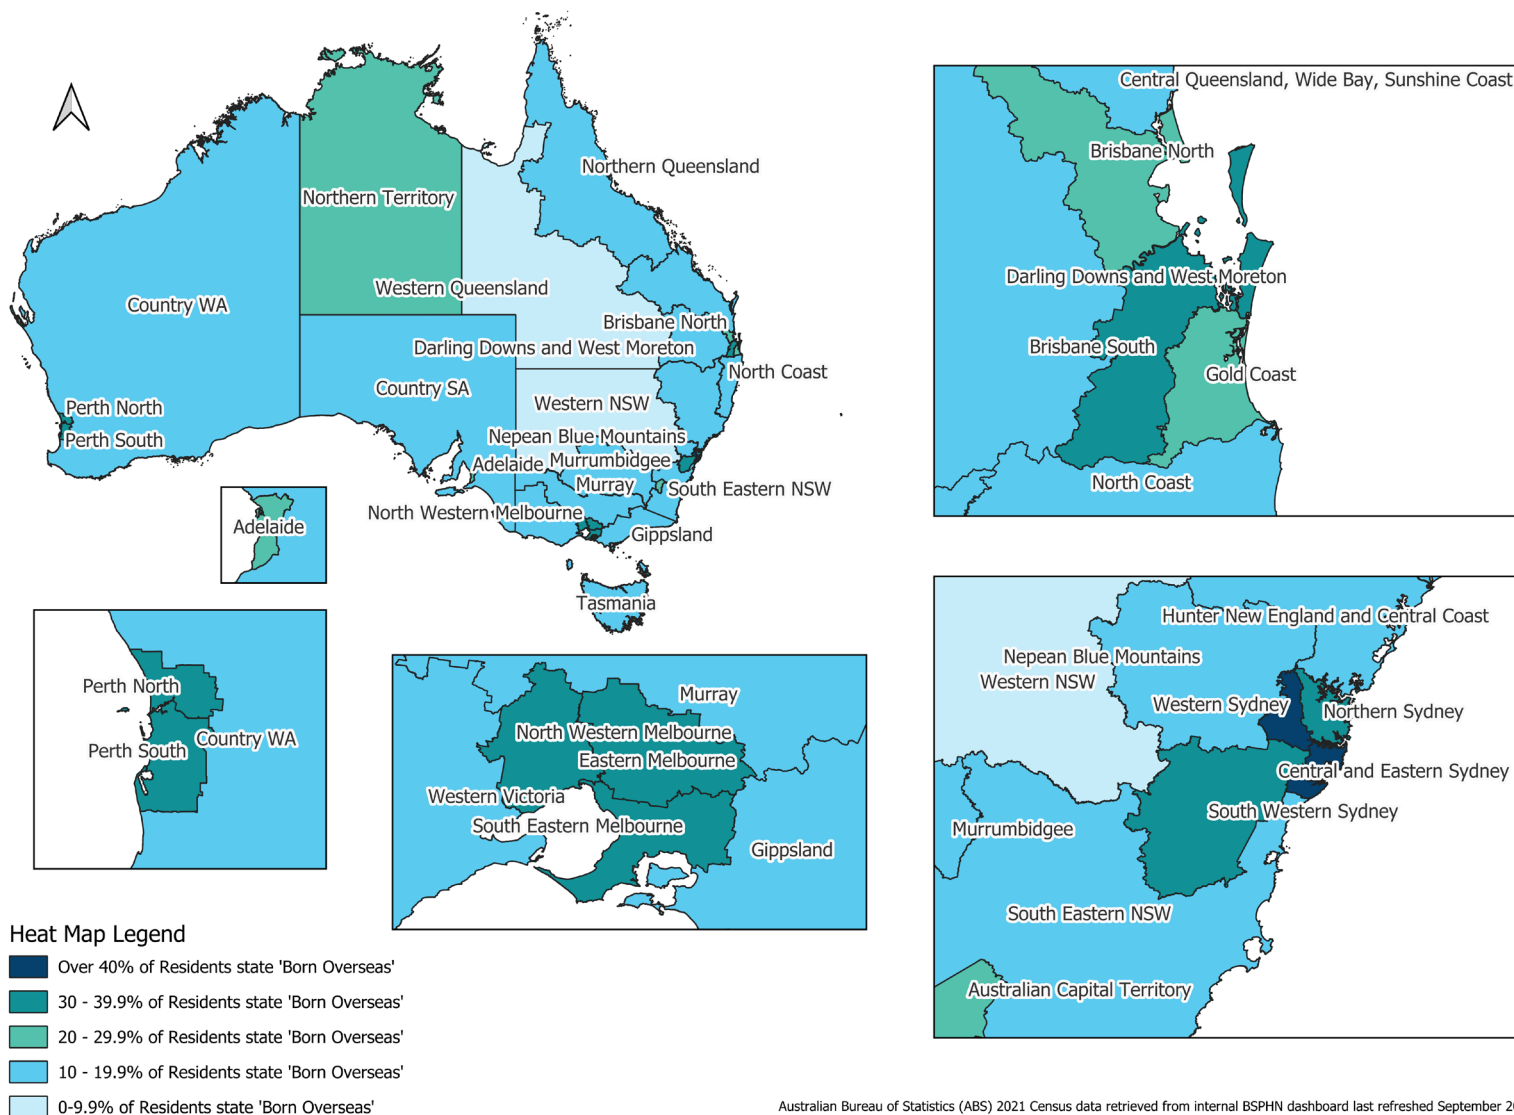 Northern Queensland
Northern Territory
Western Queensland
Country WA
Brisbane North
Darling Downs and West Moreton
North Coast
Country SA
Western NSW
Perth North
Perth South
Nepean Blue Mountains
Adelaide
Murrumbidgee
Murray
South Eastern NSW
North Western Melbourne
Gippsland
Tasmania
Adelaide
Perth North
Perth South
Country WA
Murray
North Western Melbourne
Eastern Melbourne
Western Victoria
South Eastern Melbourne
Gippsland
Central Queensland, Wide Bay, Sunshine Coast
Brisbane North
Darling Downs and West Moreton
Brisbane South
Gold Coast
North Coast
Hunter New England and Central Coast
Nepean Blue Mountains
Western NSW
Western Sydney
Northern Sydney
Central and Eastern Sydney
South Western Sydney
Murrumbidgee
South Eastern NSW
Australian Capital Territory
Heat Map Legend
Over 40% of Residents state 'Born Overseas'
30 - 39.9% of Residents state 'Born Overseas'
20 - 29.9% of Residents state 'Born Overseas'
10 - 19.9% of Residents state 'Born Overseas'
0-9.9% of Residents state 'Born Overseas'
Australian Bureau of Statistics (ABS) 2021 Census data retrieved from internal BSPHN dashboard last refreshed September